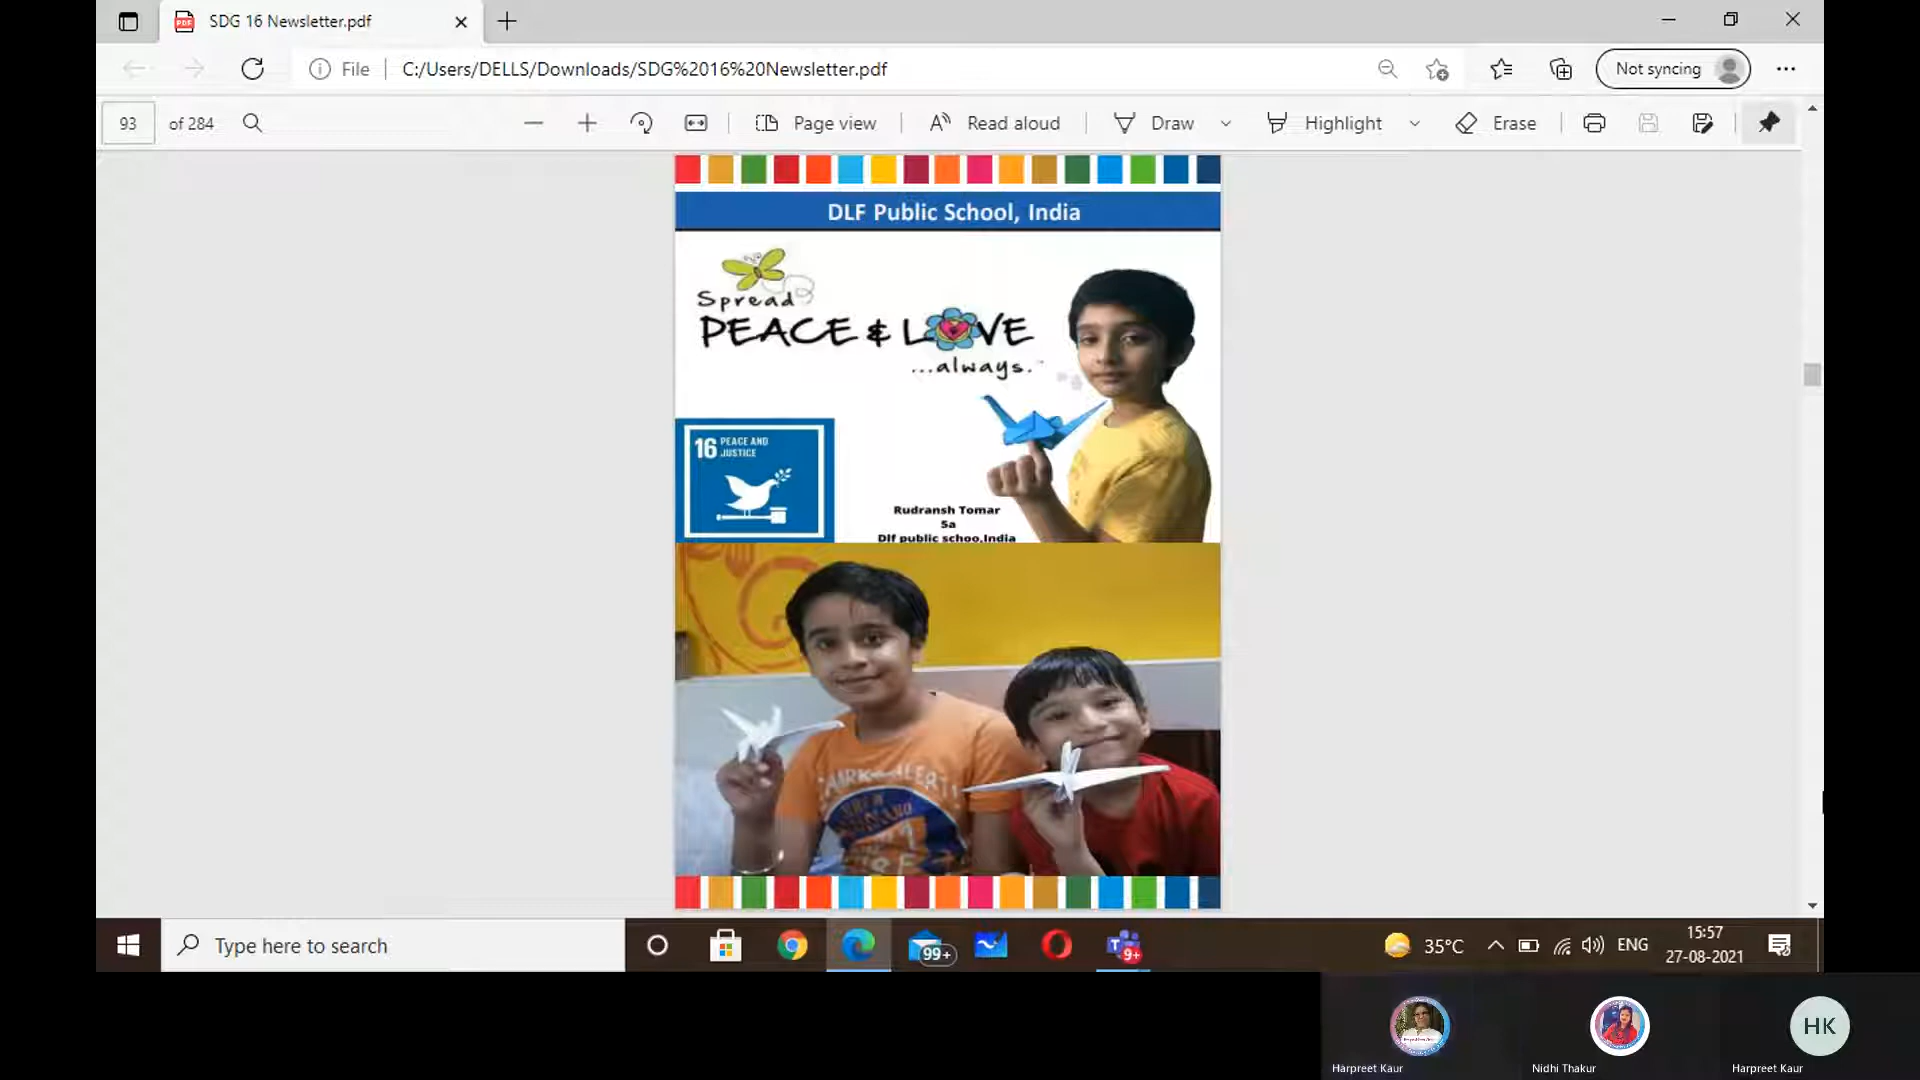 SDG 16 Newsletter.pdf
File
C:/Users/DELLS/Downloads/SDG%2016%20Newsletter.pdf
Not syncing
93 of 284
Page view
Read aloud
Draw
Highlight
Erase
DLF Public School, India
Spread
PEACE & LOVE
...always.
16 PEACE AND
JUSTICE
Rudransh Tomar
5a
Dlf public schoo,India
Type here to search
99+
9+
35°C
ENG
15:57
27-08-2021
HK
Harpreet Kaur
Nidhi Thakur
Harpreet Kaur